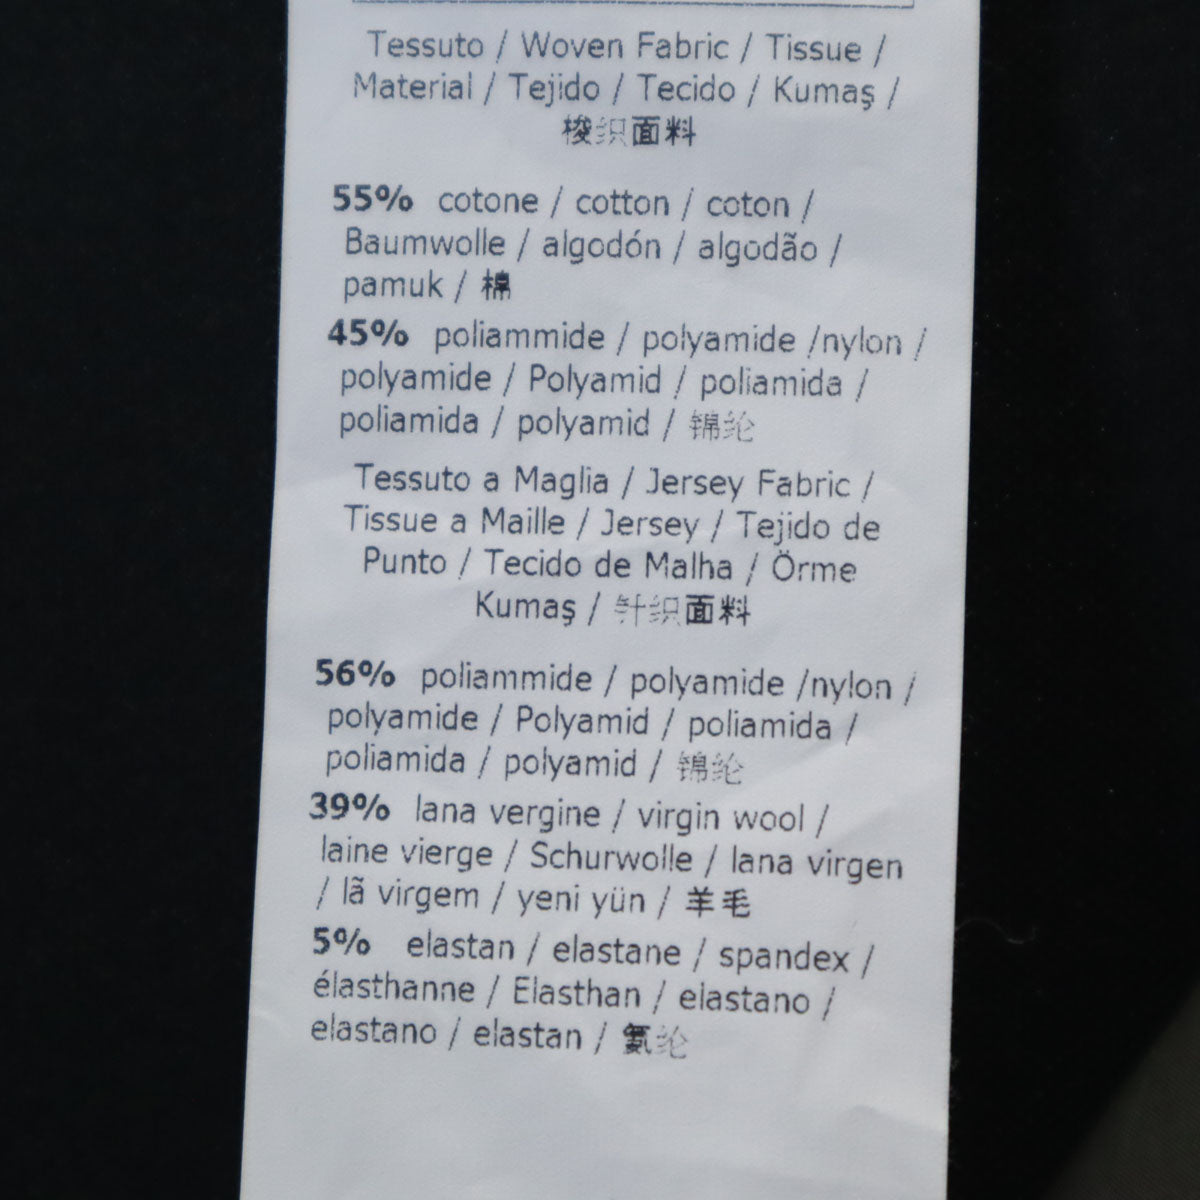 Tessuto / Woven Fabric / Tissue /
Material / Tejido / Tecido / Kumaş /
梭织面料
55% cotone / cotton / coton /
Baumwolle / algodón / algodão /
pamuk / 棉
45% poliammide / polyamide /nylon /
polyamide / Polyamid / poliamida /
poliamida / polyamid / 锦纶
Tessuto a Maglia / Jersey Fabric /
Tissue a Maille / Jersey / Tejido de
Punto / Tecido de Malha / Örme
Kumaş / 针织面料
56% poliammide / polyamide /nylon /
polyamide / Polyamid / poliamida /
poliamida / polyamid / 锦纶
39% lana vergine / virgin wool /
laine vierge / Schurwolle / lana virgen
/ lã virgem / yeni yün / 羊毛
5% elastan / elastane / spandex /
élasthanne / Elasthan / elastano /
elastano / elastan / 氨纶